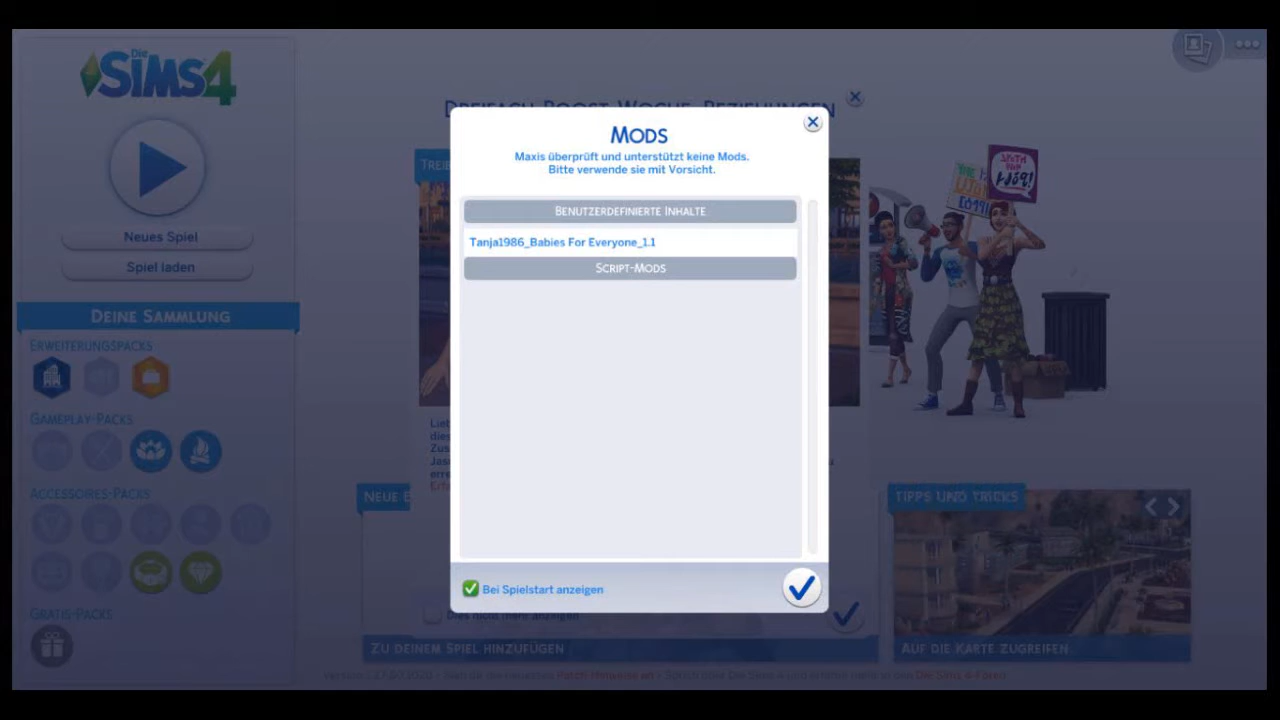 Die
Sims4
Neues Spiel
Spiel laden
Deine Sammlung
Erweiterungspacks
Gameplay-Packs
Accessoires-Packs
Gratis-Packs
Dreifach-Boost-Woche: Beziehungen
Mods
Maxis überprüft und unterstützt keine Mods.
Bitte verwende sie mit Vorsicht.
Benutzerdefinierte Inhalte
Tanja1986_Babies For Everyone_1.1
Script-Mods
Bei Spielstart anzeigen
Dies nicht mehr anzeigen
Zu deinem Spiel hinzufügen
Tipps und Tricks
Auf die Karte zugreifen